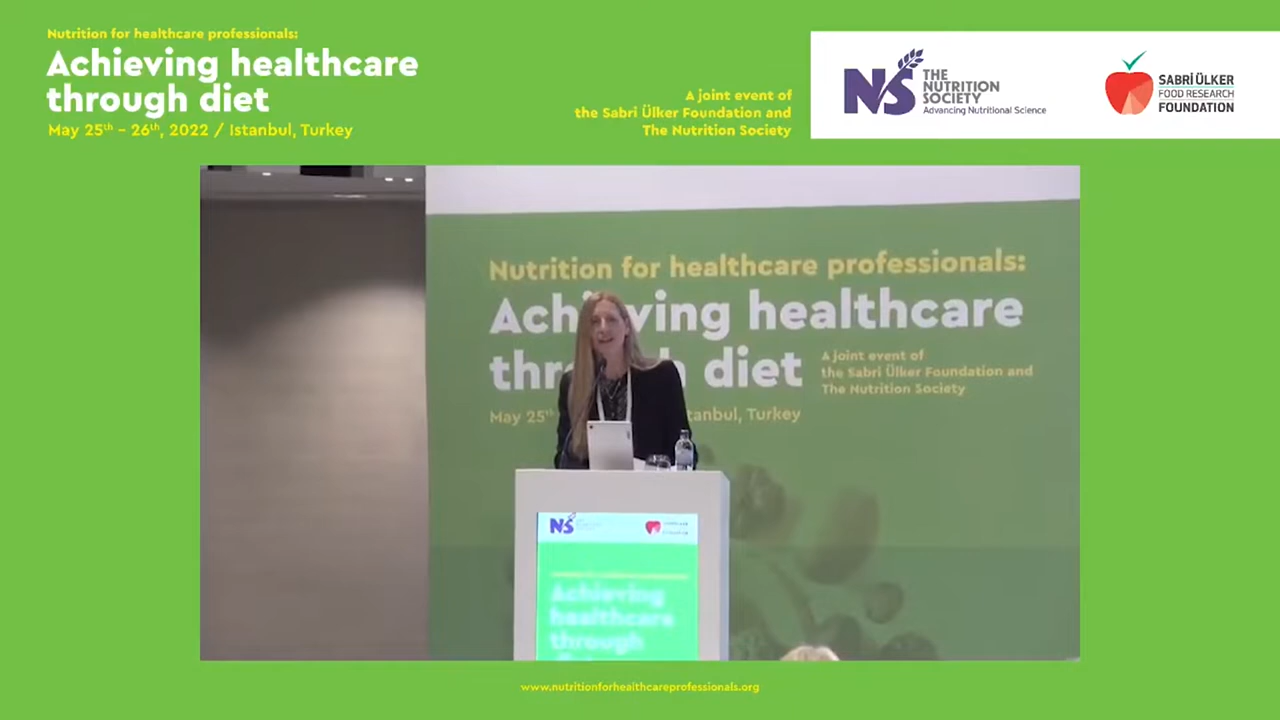 Nutrition for healthcare professionals:
Achieving healthcare
through diet
May 25th - 26th, 2022 / Istanbul, Turkey
A joint event of
the Sabri Ülker Foundation and
The Nutrition Society
NS THE
NUTRITION
SOCIETY
Advancing Nutritional Science
SABRİ ÜLKER
FOOD RESEARCH
FOUNDATION
Nutrition for healthcare professionals:
Achieving healthcare
through diet
A joint event of
the Sabri Ülker Foundation and
The Nutrition Society
May 25th Istanbul, Turkey
NS
Achieving
healthcare
through
www.nutritionforhealthcareprofessionals.org